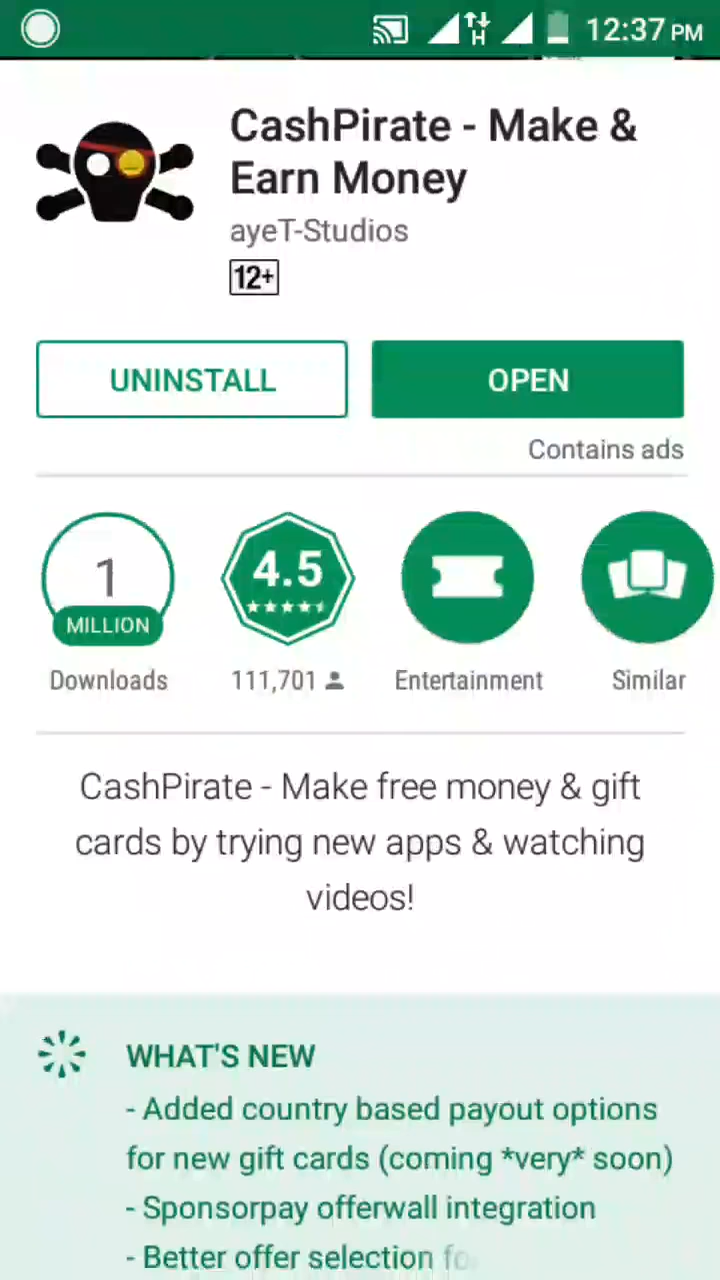 H 12:37 PM
CashPirate - Make &
Earn Money
ayeT-Studios
12+
UNINSTALL
OPEN
Contains ads
1
MILLION
4.5
Downloads
111,701
Entertainment
Similar
CashPirate - Make free money & gift
cards by trying new apps & watching
videos!
WHAT'S NEW
- Added country based payout options
for new gift cards (coming *very* soon)
- Sponsorpay offerwall integration
- Better offer selection fo